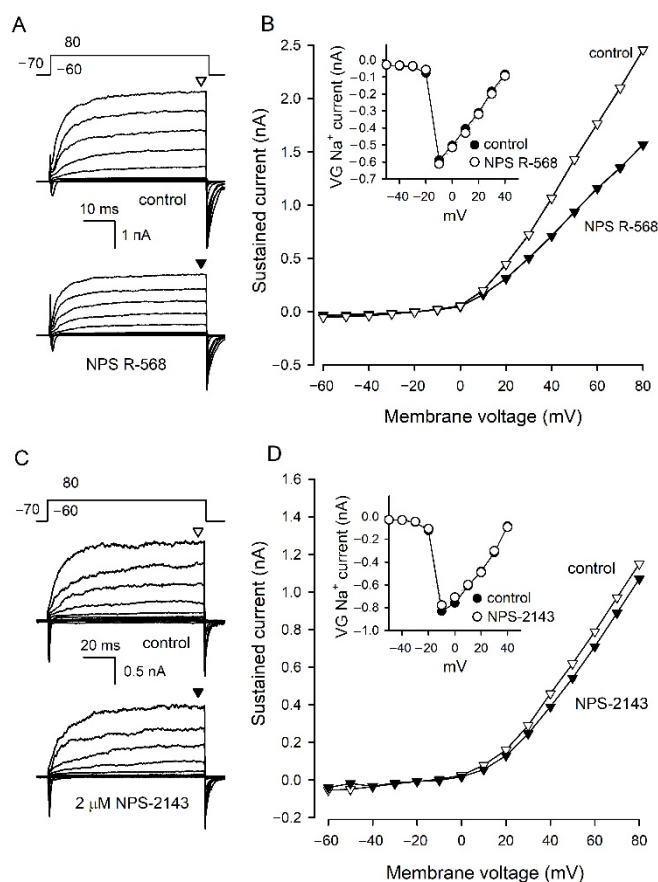 A
80
−70
−60
control
10 ms
1 nA
NPS R-568
B
2.5
2.0
1.5
1.0
0.5
0.0
−0.5
Sustained current (nA)
0.0
−0.1
−0.2
−0.3
−0.4
−0.5
−0.6
−0.7
VG Na+ current (nA)
−40 −20 0 20 40
mV
control
NPS R-568
control
NPS R-568
−60 −40 −20 0 20 40 60 80
Membrane voltage (mV)
C
80
−70
−60
control
20 ms
0.5 nA
2 μM NPS-2143
D
1.6
1.4
1.2
1.0
0.8
0.6
0.4
0.2
0.0
−0.2
Sustained current (nA)
0.0
−0.2
−0.4
−0.6
−0.8
−1.0
VG Na+ current (nA)
−40 −20 0 20 40
mV
control
NPS-2143
control
NPS-2143
−60 −40 −20 0 20 40 60 80
Membrane voltage (mV)